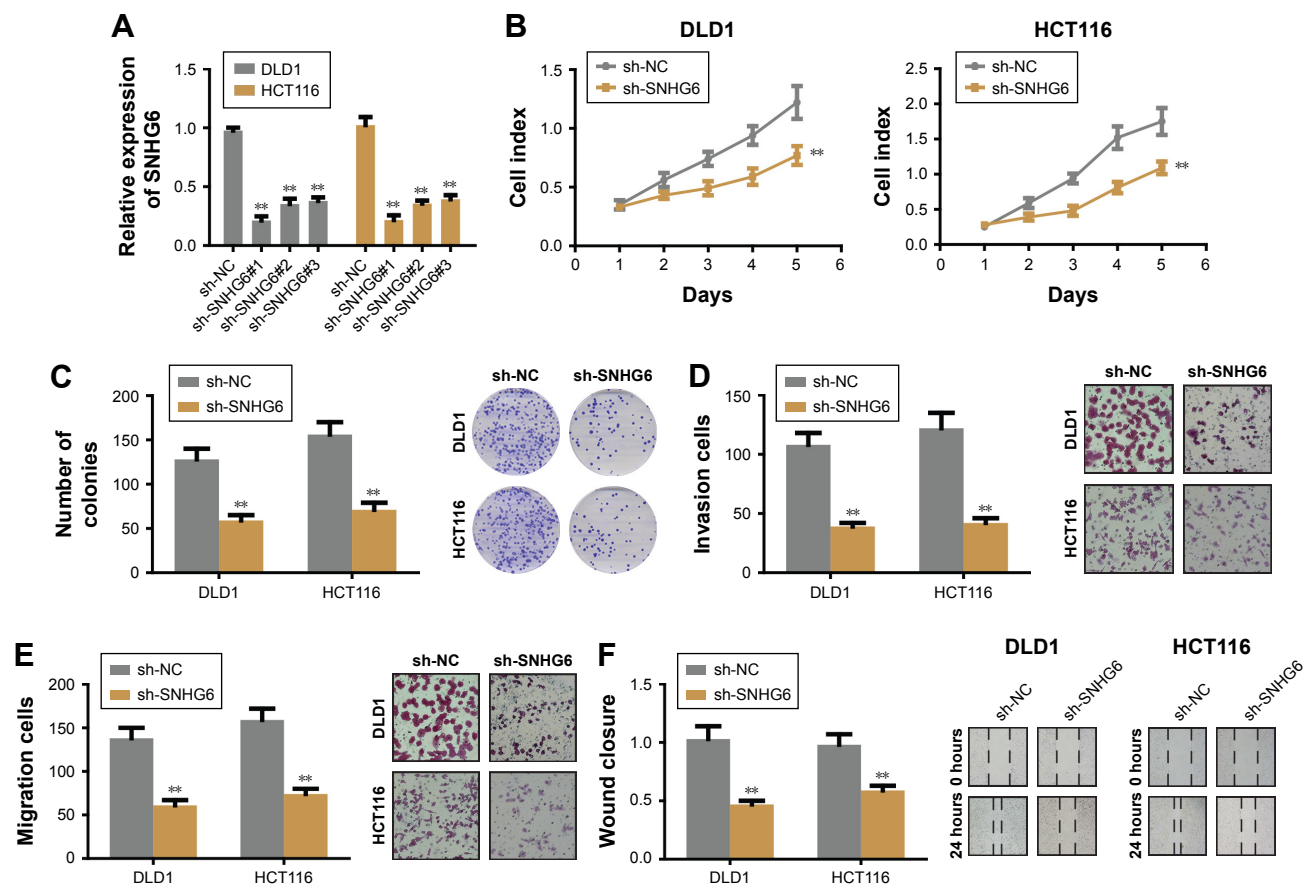 A
DLD1
HCT116
Relative expression
of SNHG6
1.5
1.0
0.5
0.0
** ** **
** ** **
sh-NC
sh-SNHG6#1
sh-SNHG6#2
sh-SNHG6#3
sh-NC
sh-SNHG6#1
sh-SNHG6#2
sh-SNHG6#3
B
DLD1
sh-NC
sh-SNHG6
Cell index
1.5
1.0
0.5
0.0
**
0 1 2 3 4 5 6
Days
HCT116
sh-NC
sh-SNHG6
Cell index
2.5
2.0
1.5
1.0
0.5
0.0
**
0 1 2 3 4 5 6
Days
C
sh-NC
sh-SNHG6
Number of
colonies
200
150
100
50
0
** **
DLD1 HCT116
sh-NC sh-SNHG6
DLD1
HCT116
D
sh-NC
sh-SNHG6
Invasion cells
150
100
50
0
** **
DLD1 HCT116
sh-NC sh-SNHG6
DLD1
HCT116
E
sh-NC
sh-SNHG6
Migration cells
200
150
100
50
0
** **
DLD1 HCT116
sh-NC sh-SNHG6
DLD1
HCT116
F
sh-NC
sh-SNHG6
Wound closure
1.5
1.0
0.5
0.0
** **
DLD1 HCT116
DLD1
sh-NC sh-SNHG6
0 hours
24 hours
HCT116
sh-NC sh-SNHG6
0 hours
24 hours